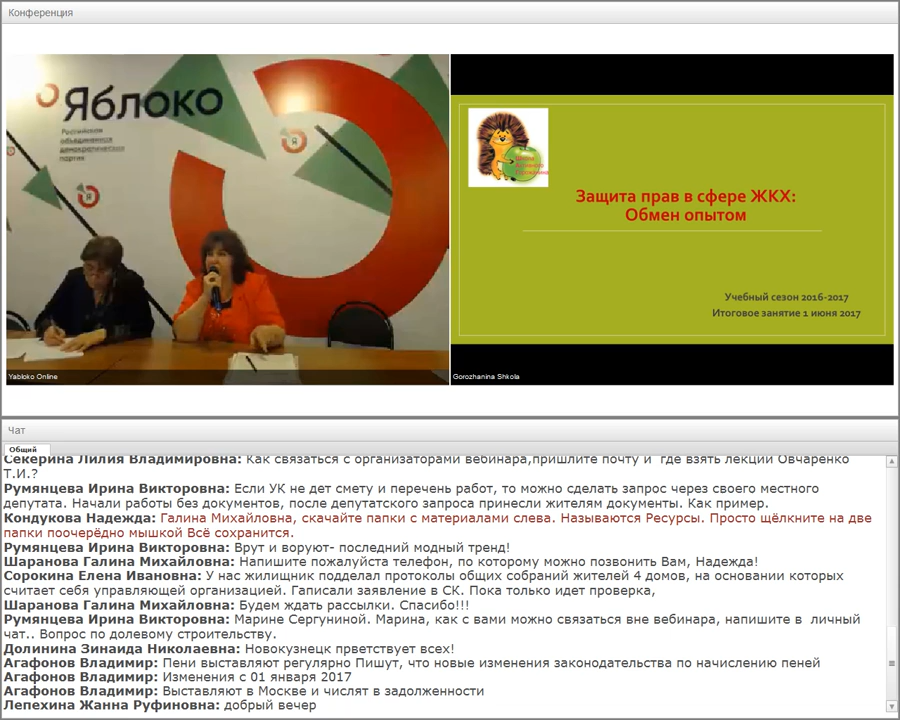 Конференция
Яблоко
Российская
объединенная
демократическая
партия
Я
Я
Yabloko Online
Защита прав в сфере ЖКХ:
Обмен опытом
Учебный сезон 2016-2017
Итоговое занятие 1 июня 2017
Gorozhanina Shkola
Чат
Общий
Секерина Лилия Владимировна: Как связаться с организаторами вебинара,пришлите почту и где взять лекции Овчаренко
Т.И.?
Румянцева Ирина Викторовна: Если УК не дет смету и перечень работ, то можно сделать запрос через своего местного
депутата. Начали работы без документов, после депутатского запроса принесли жителям документы. Как пример.
Кондукова Надежда: Галина Михайловна, скачайте папки с материалами слева. Называются Ресурсы. Просто щёлкните на две
папки поочерёдно мышкой Всё сохранится.
Румянцева Ирина Викторовна: Врут и воруют- последний модный тренд!
Шаранова Галина Михайловна: Напишите пожалуйста телефон, по которому можно позвонить Вам, Надежда!
Сорокина Елена Ивановна: У нас жилищник подделал протоколы общих собраний жителей 4 домов, на основании которых
считает себя управляющей организацией. Гаписали заявление в СК. Пока только идет проверка,
Шаранова Галина Михайловна: Будем ждать рассылки. Спасибо!!!
Румянцева Ирина Викторовна: Марине Сергуниной. Марина, как с вами можно связаться вне вебинара, напишите в личный
чат.. Вопрос по долевому строительству.
Долинина Зинаида Николаевна: Новокузнецк прветствует всех!
Агафонов Владимир: Пени выставляют регулярно Пишут, что новые изменения законодательства по начислению пеней
Агафонов Владимир: Изменения с 01 января 2017
Агафонов Владимир: Выставляют в Москве и числят в задолженности
Лепехина Жанна Руфиновна: добрый вечер